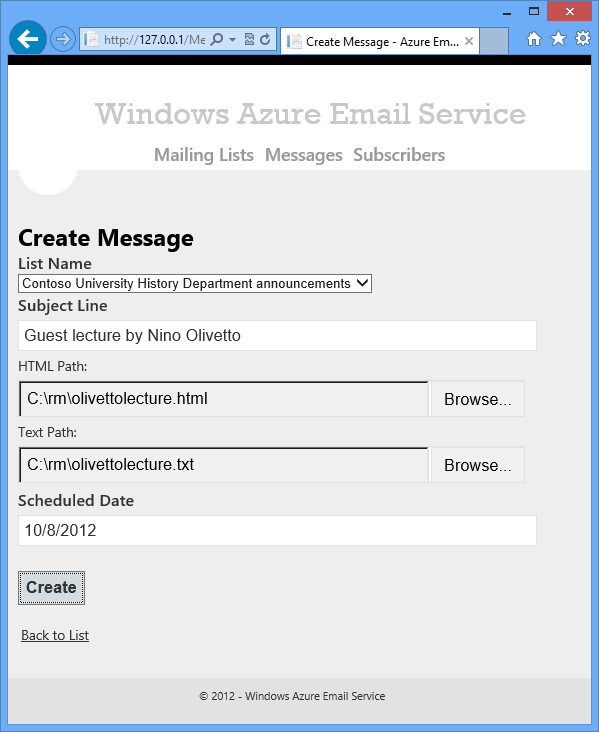 http://127.0.0.1/Me
Create Message - Azure Em...
Windows Azure Email Service
Mailing Lists Messages Subscribers
Create Message
List Name
Contoso University History Department announcements
Subject Line
Guest lecture by Nino Olivetto
HTML Path:
C:\rm\olivettolecture.html Browse...
Text Path:
C:\rm\olivettolecture.txt Browse...
Scheduled Date
10/8/2012
Create
Back to List
© 2012 - Windows Azure Email Service